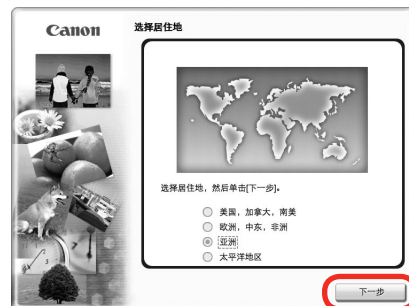 Canon
选择居住地
选择居住地，然后单击[下一步]。
美国，加拿大，南美
欧洲，中东，非洲
亚洲
太平洋地区
下一步